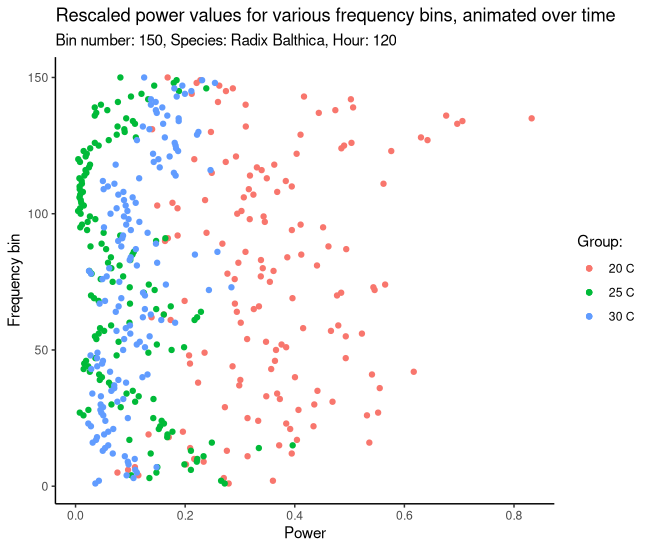 Rescaled power values for various frequency bins, animated over time
Bin number: 150, Species: Radix Balthica, Hour: 120
150
100
50
0
Frequency bin
0.0 0.2 0.4 0.6 0.8
Power
Group:
20 C
25 C
30 C